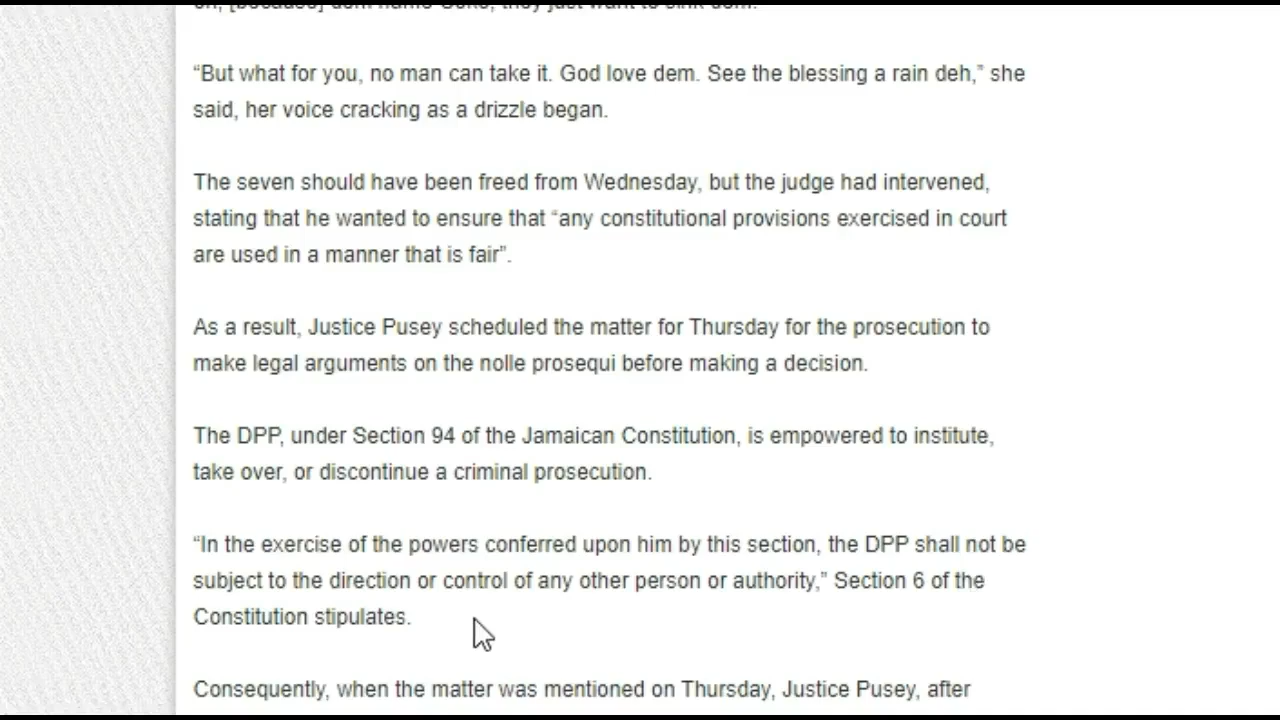 “But what for you, no man can take it. God love dem. See the blessing a rain deh,” she
said, her voice cracking as a drizzle began.
The seven should have been freed from Wednesday, but the judge had intervened,
stating that he wanted to ensure that “any constitutional provisions exercised in court
are used in a manner that is fair”.
As a result, Justice Pusey scheduled the matter for Thursday for the prosecution to
make legal arguments on the nolle prosequi before making a decision.
The DPP, under Section 94 of the Jamaican Constitution, is empowered to institute,
take over, or discontinue a criminal prosecution.
“In the exercise of the powers conferred upon him by this section, the DPP shall not be
subject to the direction or control of any other person or authority,” Section 6 of the
Constitution stipulates.
Consequently, when the matter was mentioned on Thursday, Justice Pusey, after